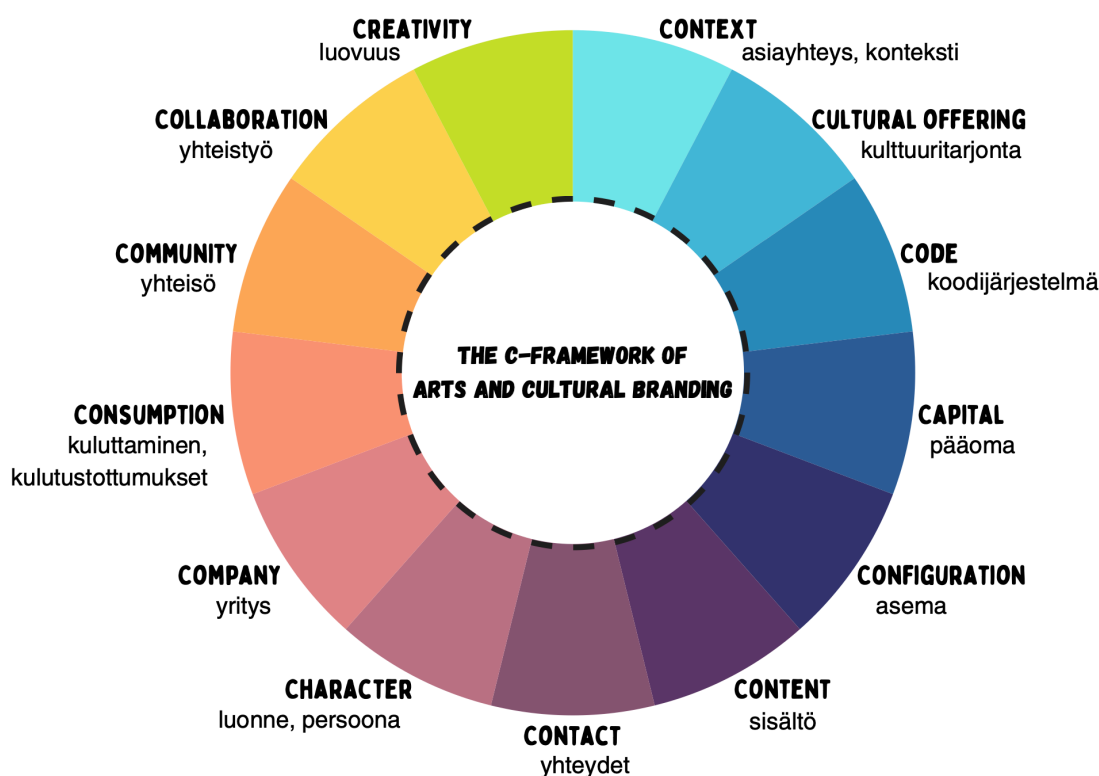 CREATIVITY
luovuus
CONTEXT
asiayhteys, konteksti
CULTURAL OFFERING
kulttuuritarjonta
CODE
koodijärjestelmä
CAPITAL
pääoma
CONFIGURATION
asema
CONTENT
sisältö
CONTACT
yhteydet
CHARACTER
luonne, persoona
COMPANY
yritys
CONSUMPTION
kuluttaminen,
kulutustottumukset
COMMUNITY
yhteisö
COLLABORATION
yhteistyö
THE C-FRAMEWORK OF
ARTS AND CULTURAL BRANDING